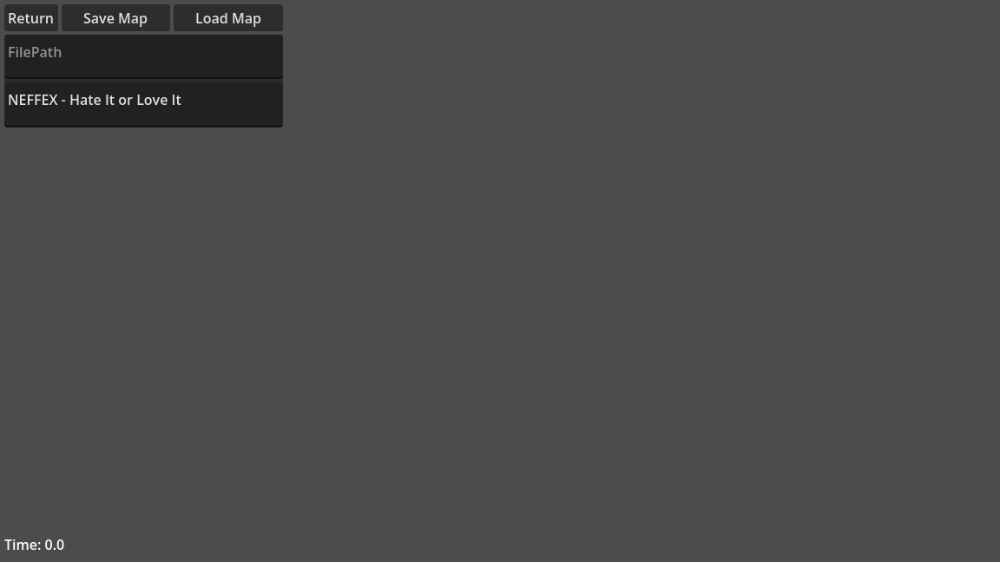 Return Save Map Load Map
FilePath
NEFFEX - Hate It or Love It
Time: 0.0